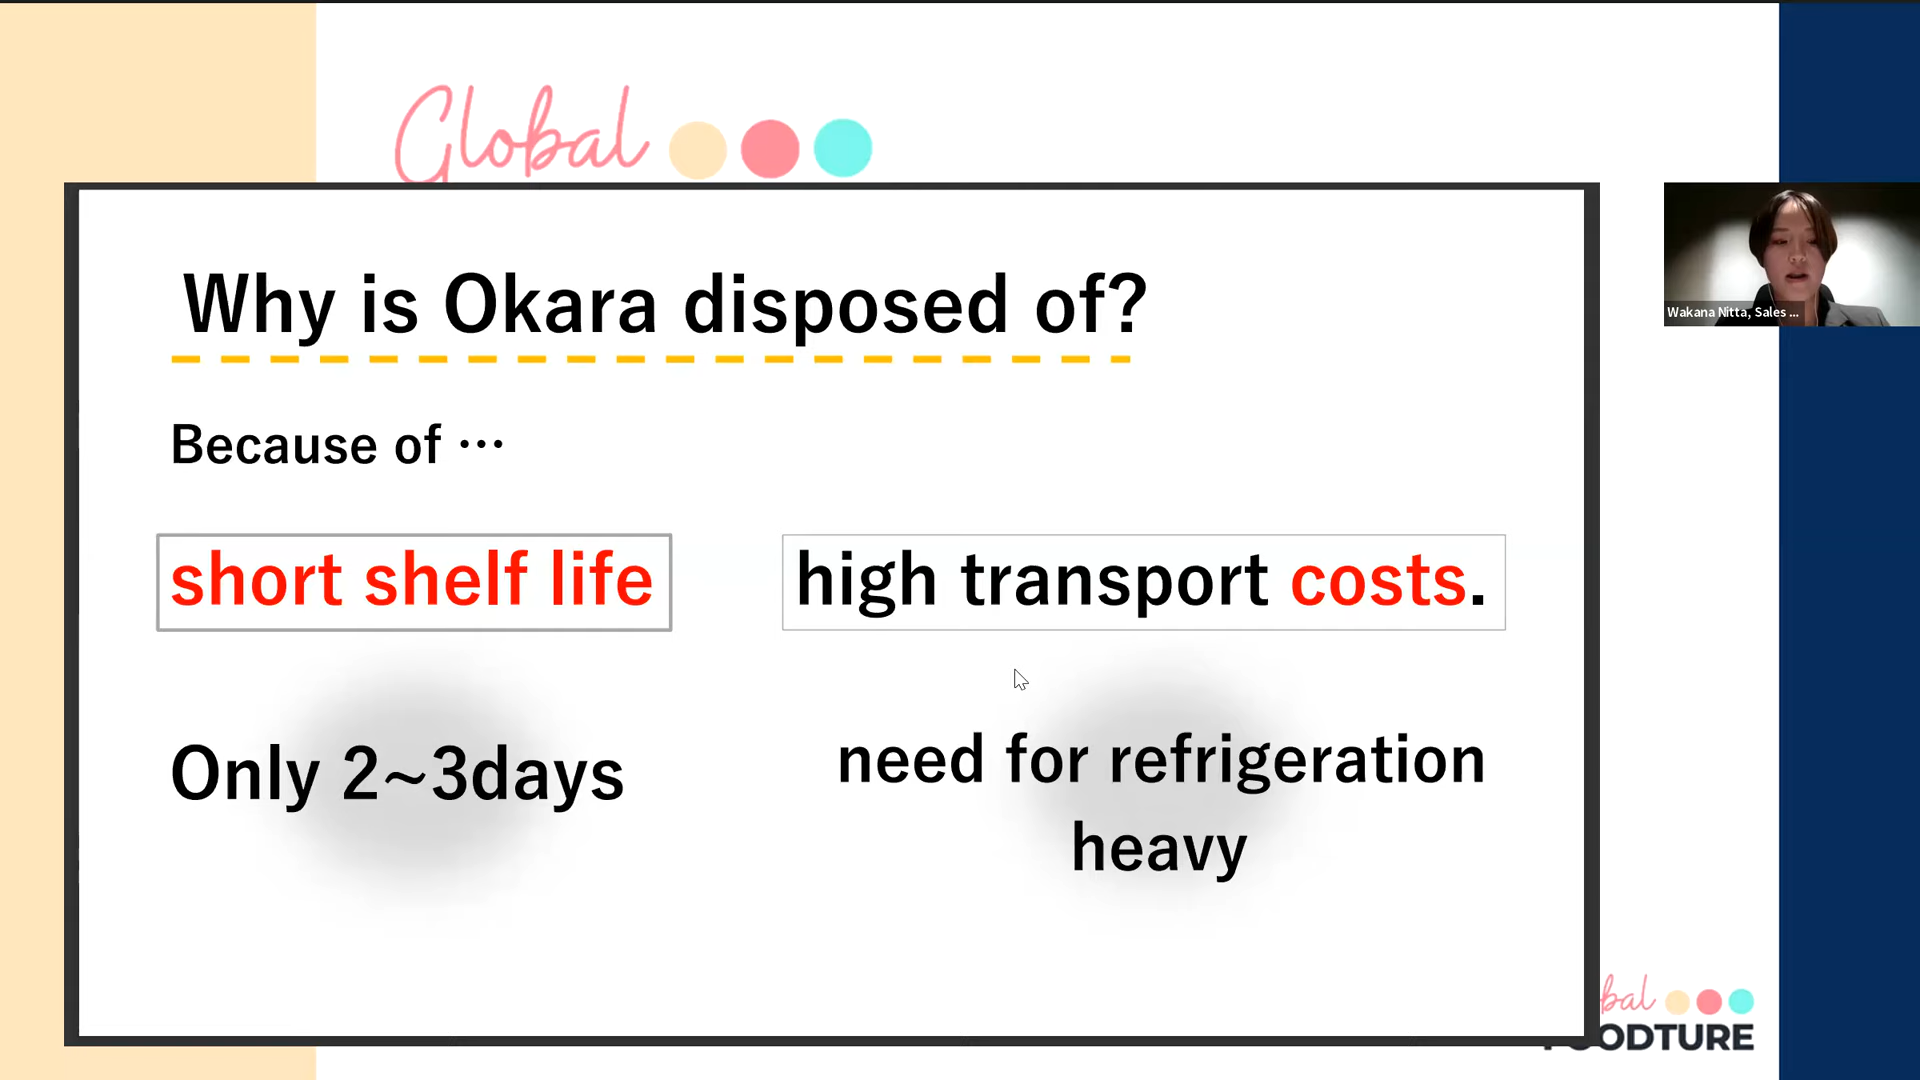 Global
Why is Okara disposed of?
Because of ···
short shelf life
high transport costs.
Only 2~3days
need for refrigeration
heavy
Wakana Nitta, Sales ...
bal
OODTURE